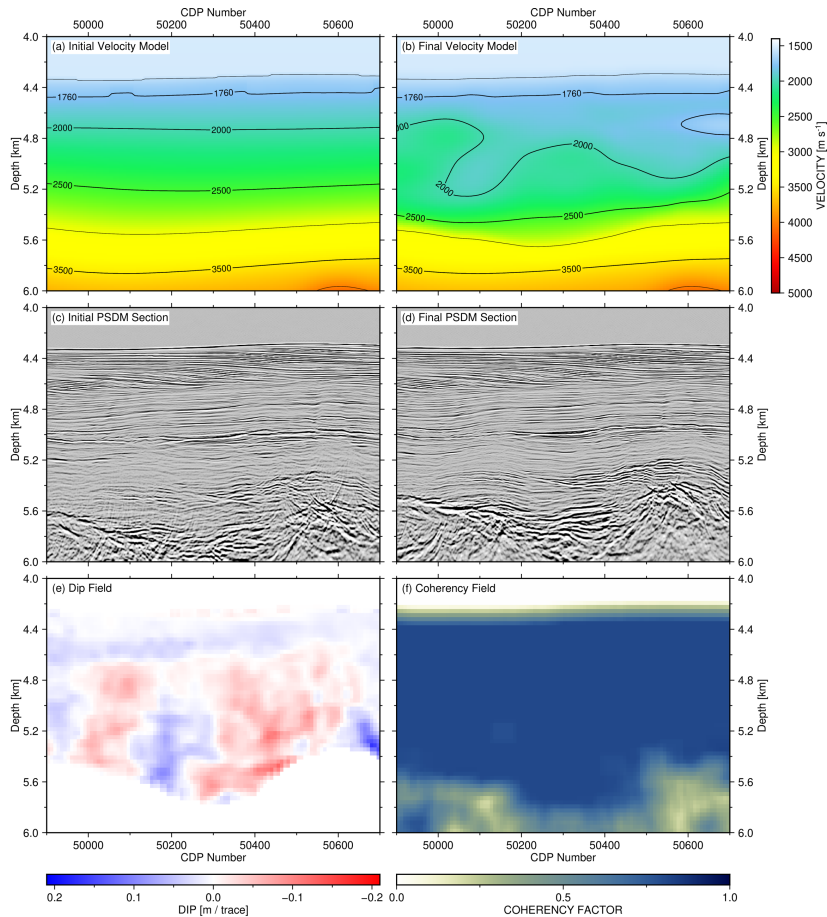 CDP Number
CDP Number
50000 50200 50400 50600
50000 50200 50400 50600
(a) Initial Velocity Model
(b) Final Velocity Model
4.0
4.4
4.8
5.2
5.6
6.0
Depth [km]
1760
1760
2000
2500
3500
3500
1760
1760
2000
2000
2000
2500
2500
3500
3500
4.0
4.4
4.8
5.2
5.6
6.0
Depth [km]
1500
2000
2500
3000
3500
4000
4500
5000
VELOCITY [m s⁻¹]
(c) Initial PSDM Section
(d) Final PSDM Section
4.4
4.8
5.2
5.6
6.0
Depth [km]
4.4
4.8
5.2
5.6
6.0
Depth [km]
(e) Dip Field
(f) Coherency Field
4.0
4.4
4.8
5.2
5.6
6.0
Depth [km]
4.0
4.4
4.8
5.2
5.6
6.0
Depth [km]
50000 50200 50400 50600
50000 50200 50400 50600
CDP Number
CDP Number
0.2 0.1 0.0 −0.1 −0.2
DIP [m / trace]
0.0 0.5 1.0
COHERENCY FACTOR